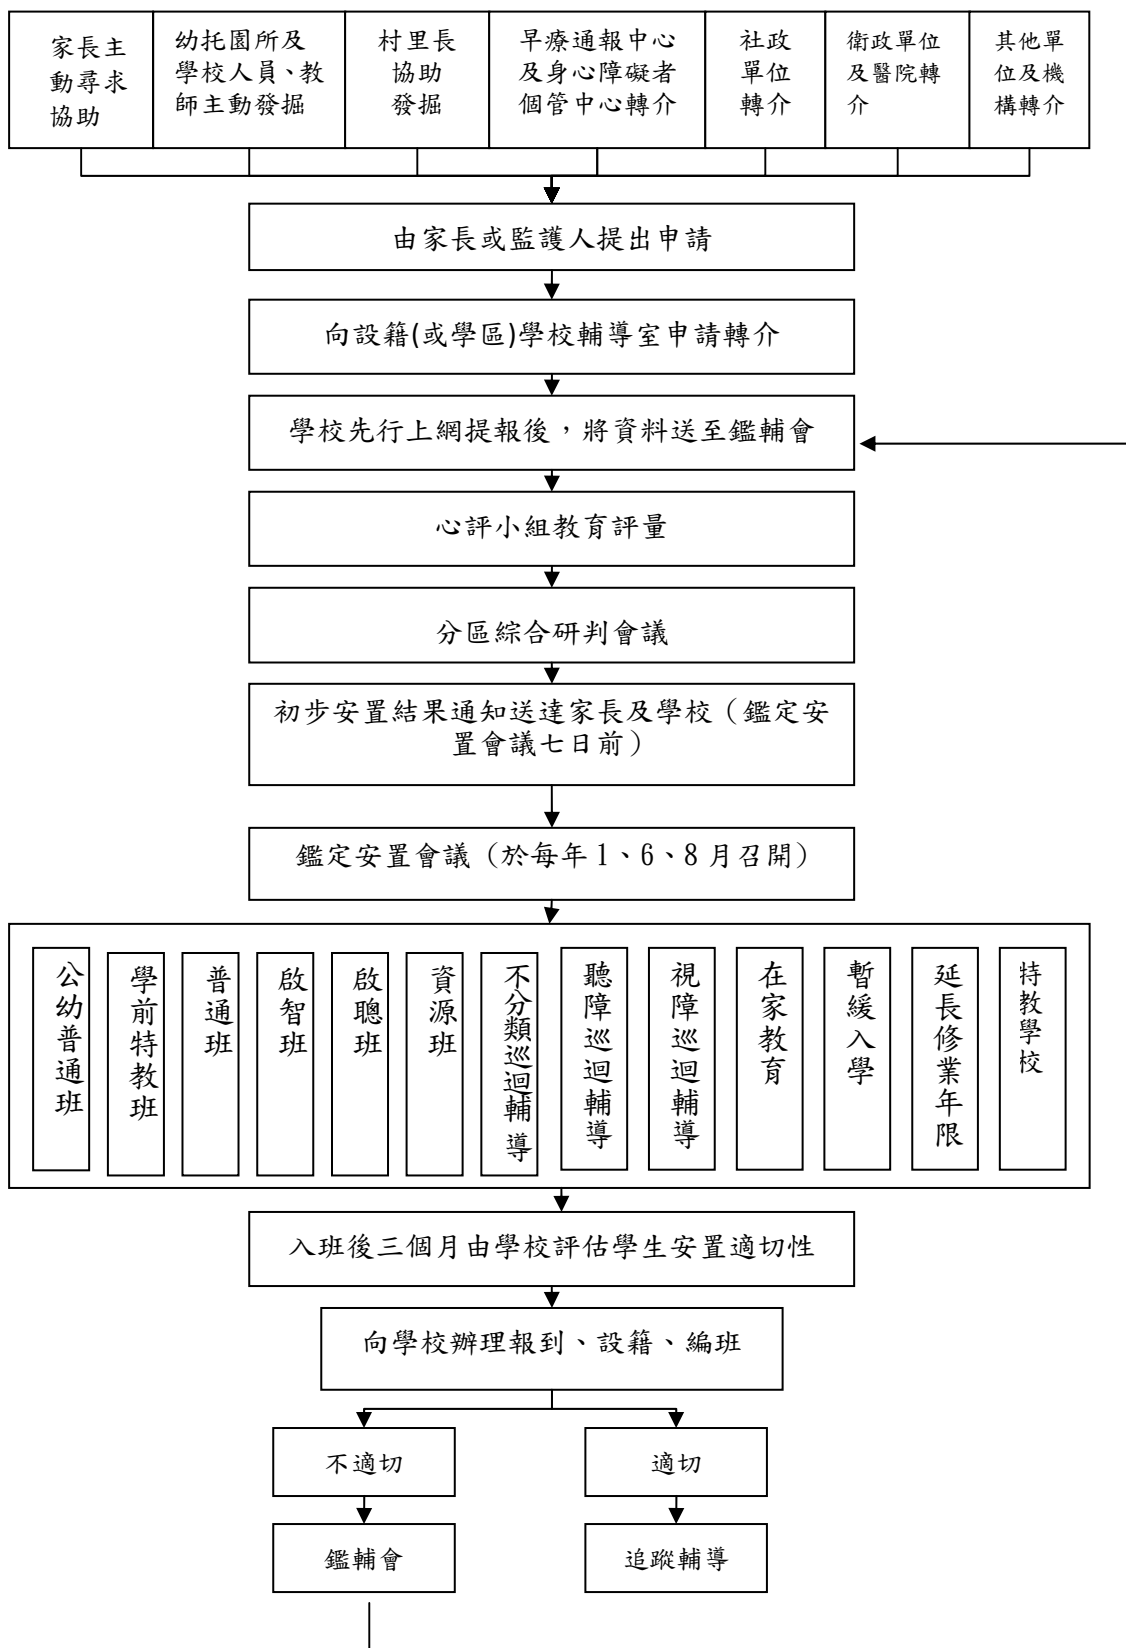 家長主
動尋求
協助
幼托園所及
學校人員、教
師主動發掘
村里長
協助
發掘
早療通報中心
及身心障礙者
個管中心轉介
社政
單位
轉介
衛政單位
及醫院轉
介
其他單
位及機
構轉介
由家長或監護人提出申請
向設籍(或學區)學校輔導室申請轉介
學校先行上網提報後，將資料送至鑑輔會
心評小組教育評量
分區綜合研判會議
初步安置結果通知送達家長及學校（鑑定安
置會議七日前）
鑑定安置會議（於每年 1、6、8 月召開）
公幼普通班
學前特教班
普通班
啟智班
啟聰班
資源班
不分類巡迴輔導
聽障巡迴輔導
視障巡迴輔導
在家教育
暫緩入學
延長修業年限
特教學校
入班後三個月由學校評估學生安置適切性
向學校辦理報到、設籍、編班
不適切
適切
鑑輔會
追蹤輔導